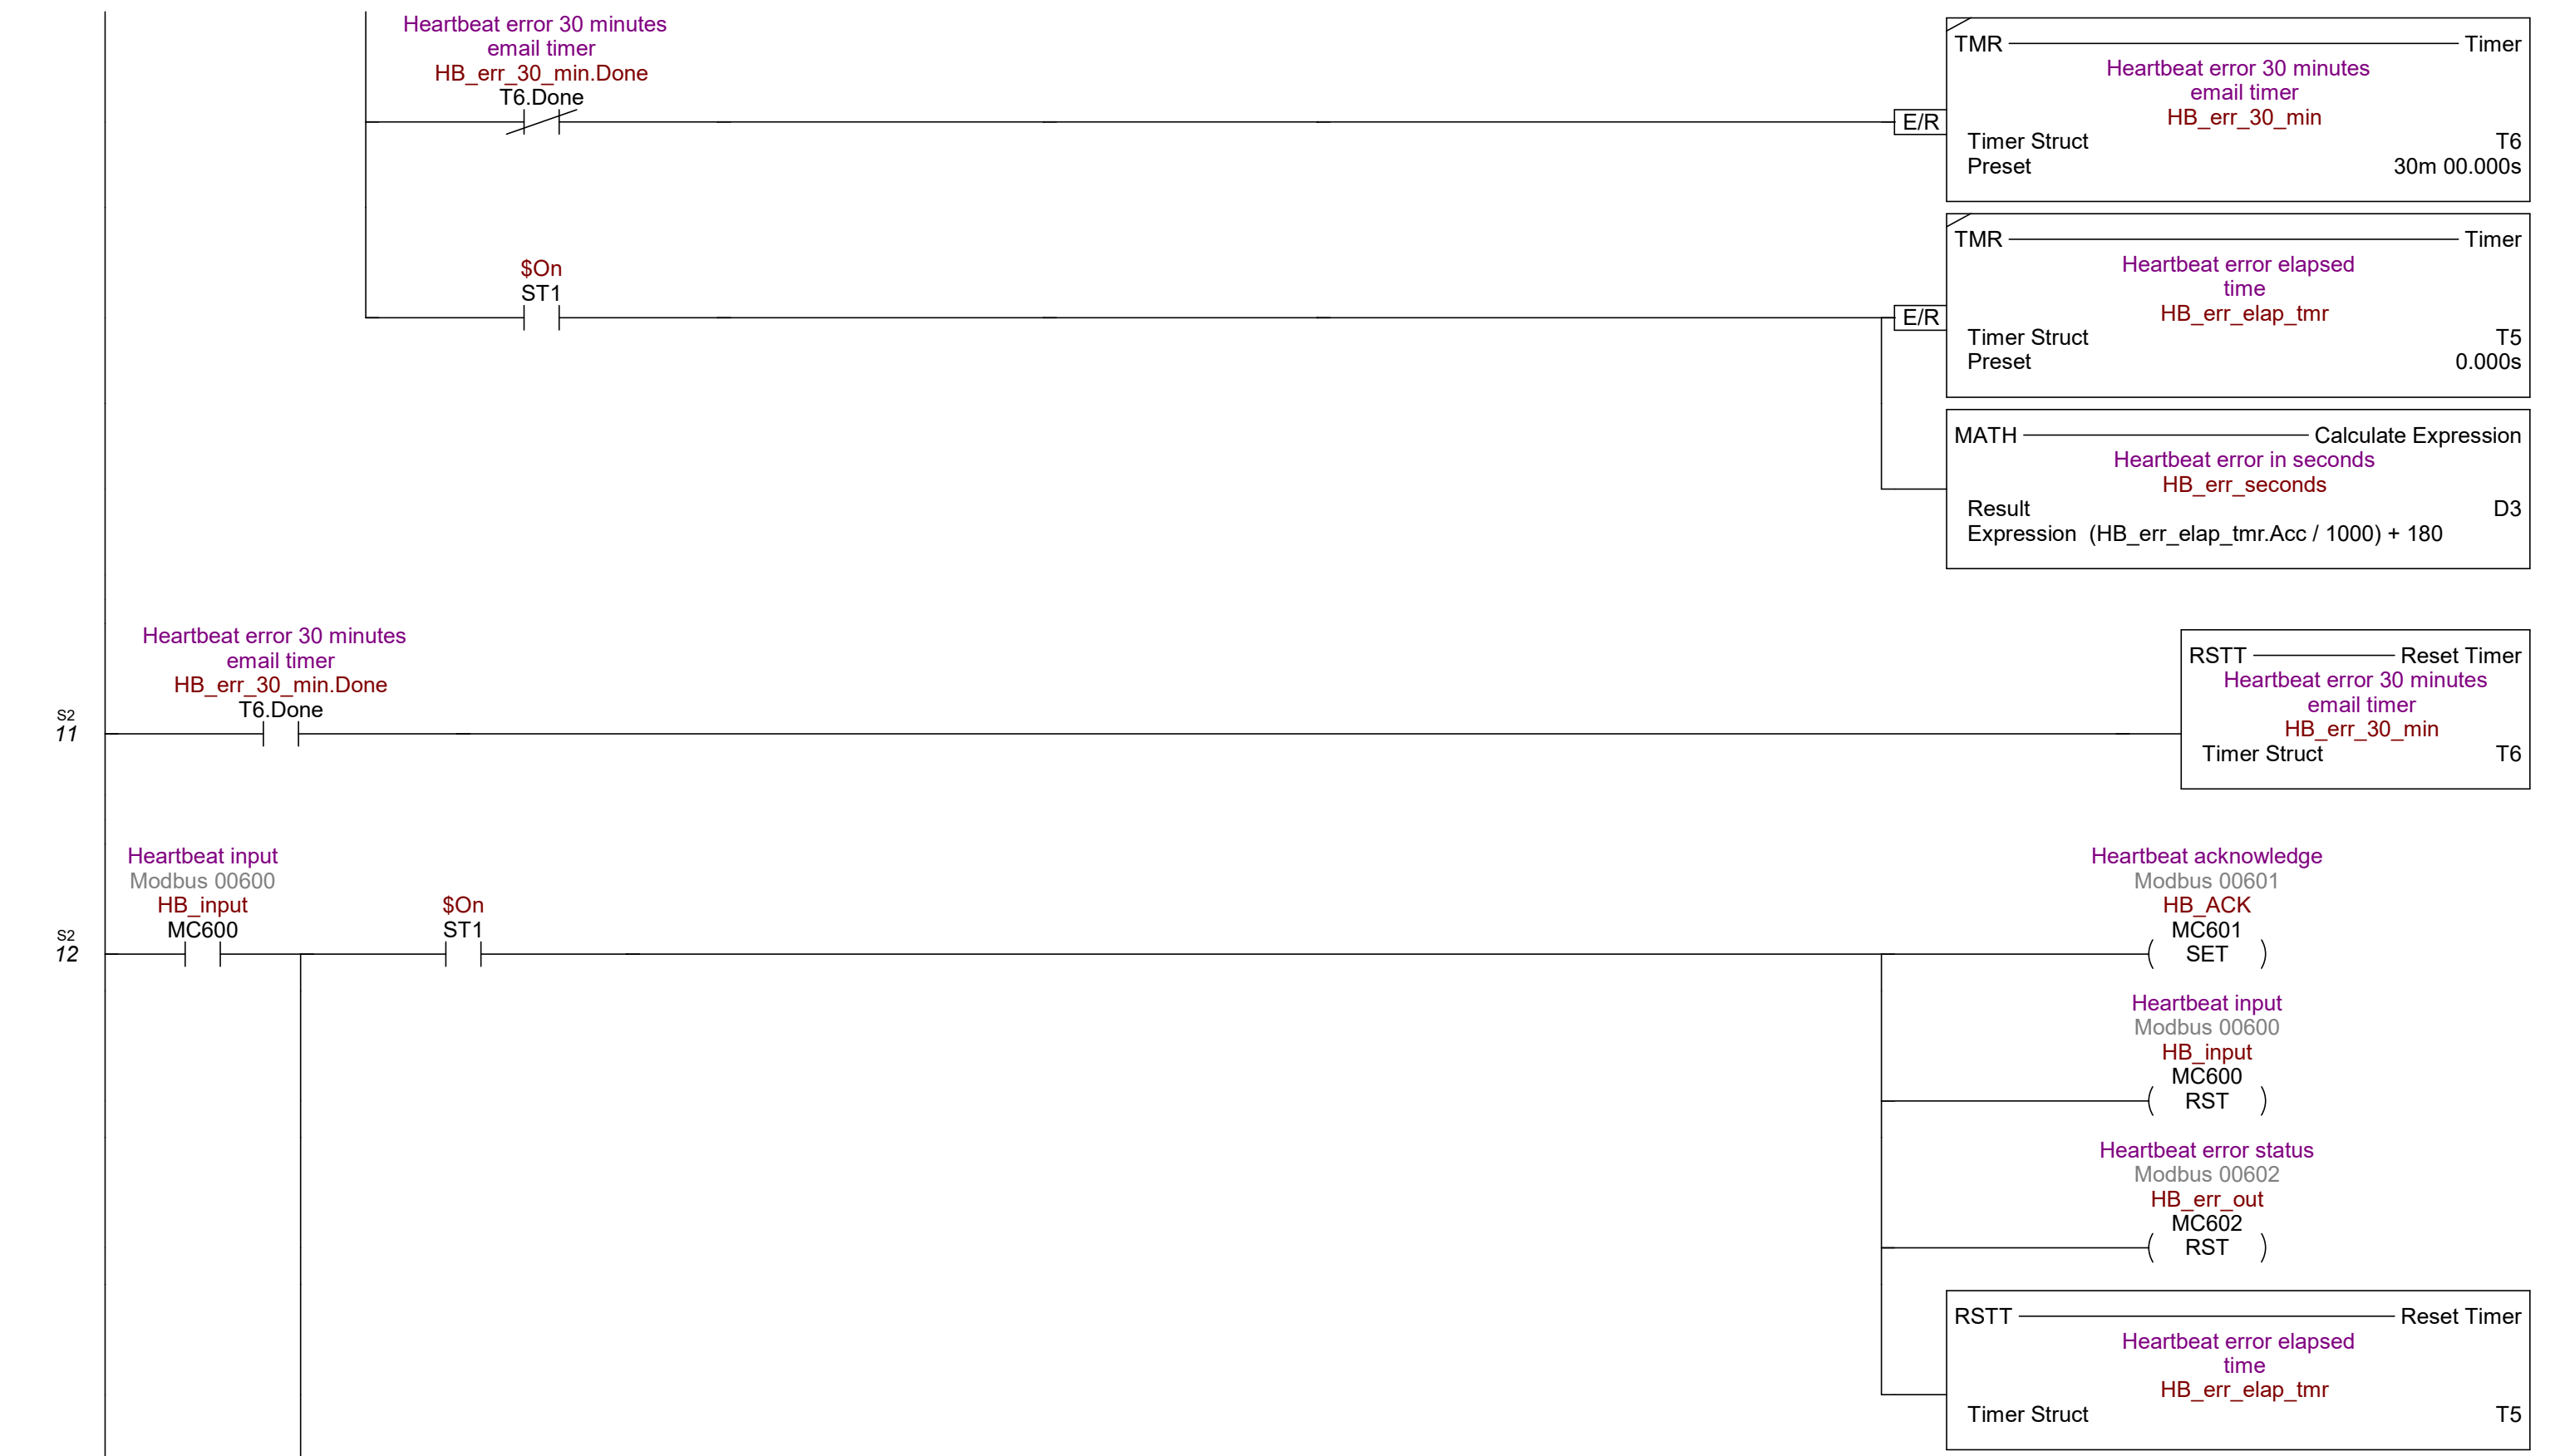 Heartbeat error 30 minutes
email timer
HB_err_30_min.Done
T6.Done
E/R
TMR Timer
Heartbeat error 30 minutes
email timer
HB_err_30_min
Timer Struct T6
Preset 30m 00.000s
$On
ST1
E/R
TMR Timer
Heartbeat error elapsed
time
HB_err_elap_tmr
Timer Struct T5
Preset 0.000s
MATH Calculate Expression
Heartbeat error in seconds
HB_err_seconds
Result D3
Expression (HB_err_elap_tmr.Acc / 1000) + 180
S2
11
Heartbeat error 30 minutes
email timer
HB_err_30_min.Done
T6.Done
RSTT Reset Timer
Heartbeat error 30 minutes
email timer
HB_err_30_min
Timer Struct T6
S2
12
Heartbeat input
Modbus 00600
HB_input
MC600
$On
ST1
Heartbeat acknowledge
Modbus 00601
HB_ACK
MC601
SET
Heartbeat input
Modbus 00600
HB_input
MC600
RST
Heartbeat error status
Modbus 00602
HB_err_out
MC602
RST
RSTT Reset Timer
Heartbeat error elapsed
time
HB_err_elap_tmr
Timer Struct T5